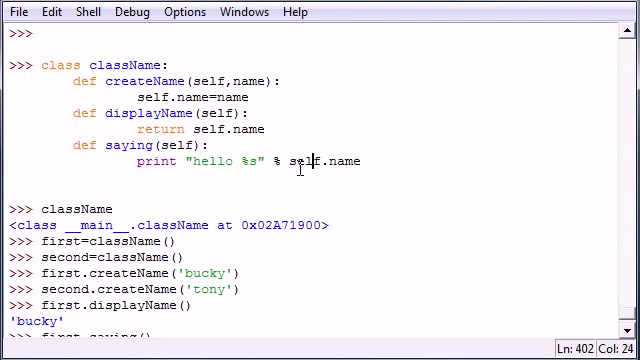 File Edit Shell Debug Options Windows Help
>>>
>>> class className:
def createName(self,name):
self.name=name
def displayName(self):
return self.name
def saying(self):
print "hello %s" % self.name
>>> className
<class __main__.className at 0x02A71900>
>>> first=className()
>>> second=className()
>>> first.createName('bucky')
>>> second.createName('tony')
>>> first.displayName()
'bucky'
>>> first.saying()
Ln: 402 Col: 24